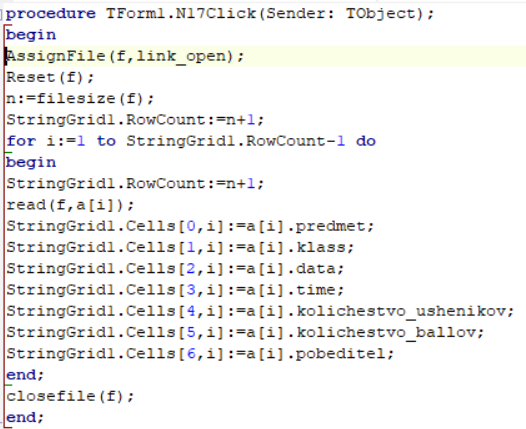 procedure TForm1.N17Click(Sender: TObject);
begin
AssignFile(f,link_open);
Reset(f);
n:=filesize(f);
StringGrid1.RowCount:=n+1;
for i:=1 to StringGrid1.RowCount-1 do
begin
StringGrid1.RowCount:=n+1;
read(f,a[i]);
StringGrid1.Cells[0,i]:=a[i].predmet;
StringGrid1.Cells[1,i]:=a[i].klass;
StringGrid1.Cells[2,i]:=a[i].data;
StringGrid1.Cells[3,i]:=a[i].time;
StringGrid1.Cells[4,i]:=a[i].kolichestvo_ushenikov;
StringGrid1.Cells[5,i]:=a[i].kolichestvo_ballov;
StringGrid1.Cells[6,i]:=a[i].pobeditel;
end;
closefile(f);
end;